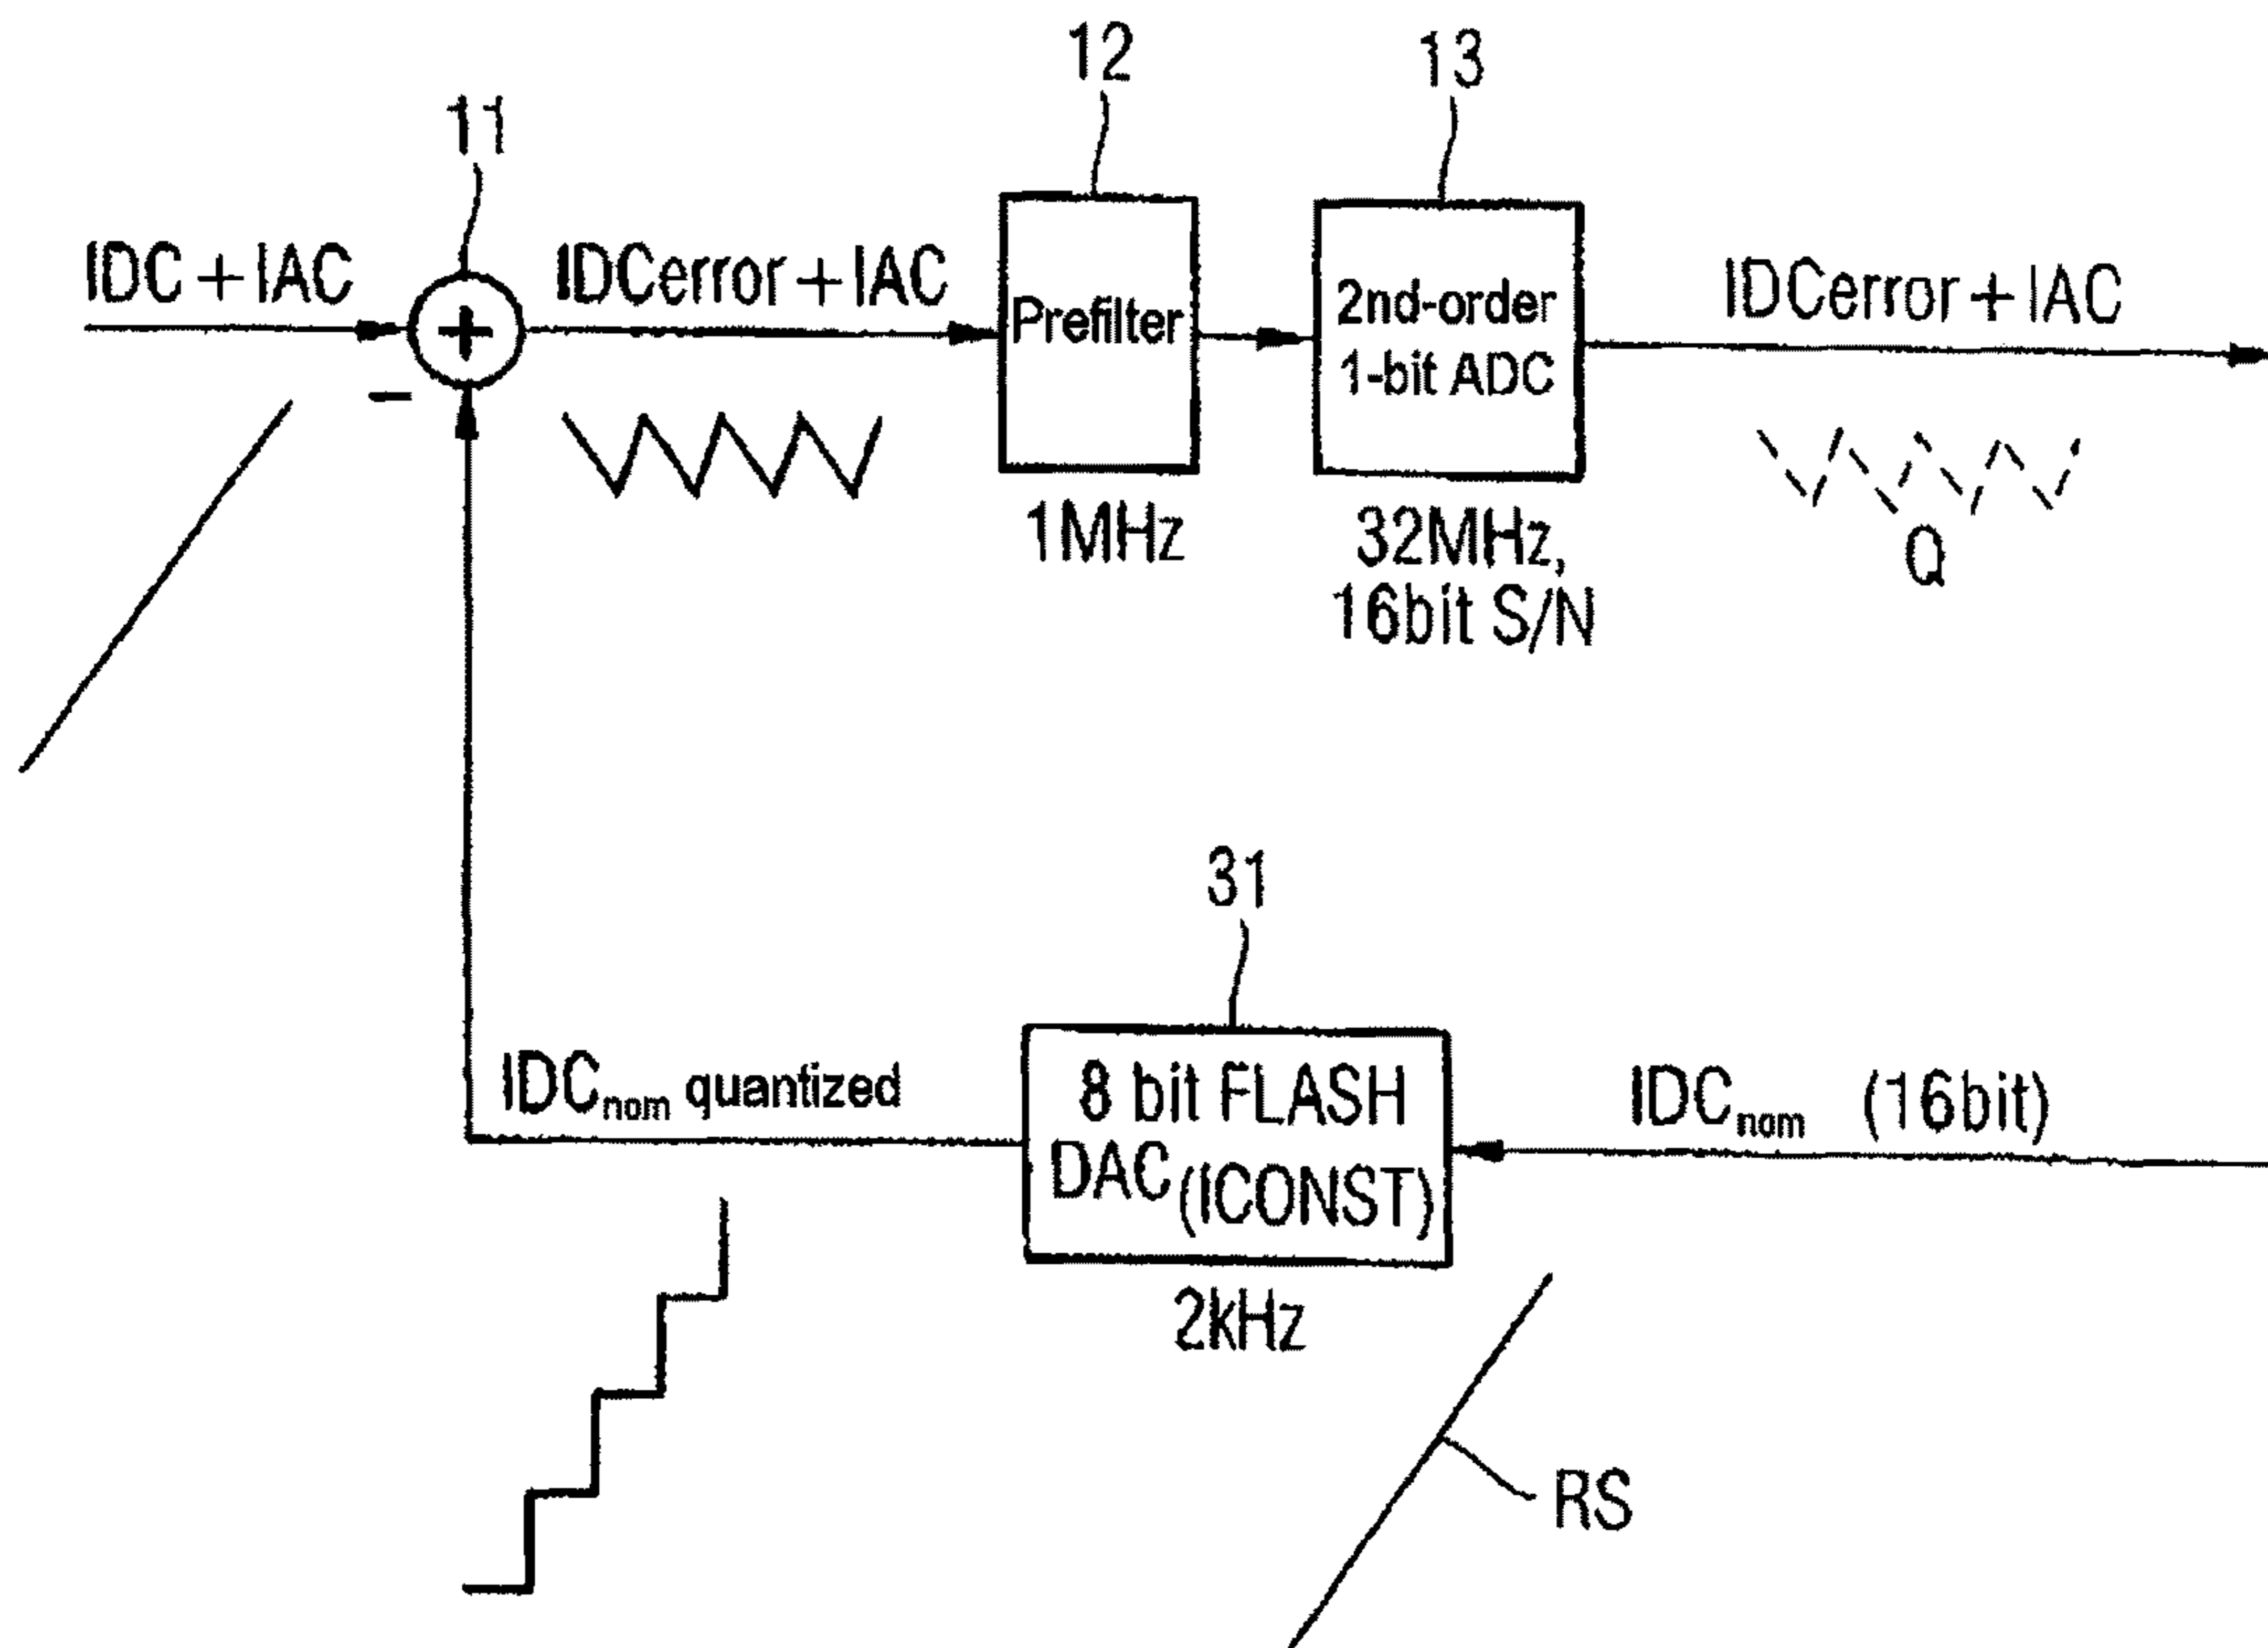 12
13
11
IDC + IAC
IDCerror + IAC
Prefilter
2nd-order
1-bit ADC
IDCerror + IAC
+
-
1MHz
32MHz,
16bit S/N
Q
31
IDCnom quantized
8 bit FLASH
DAC (ICONST)
IDCnom (16bit)
2kHz
RS